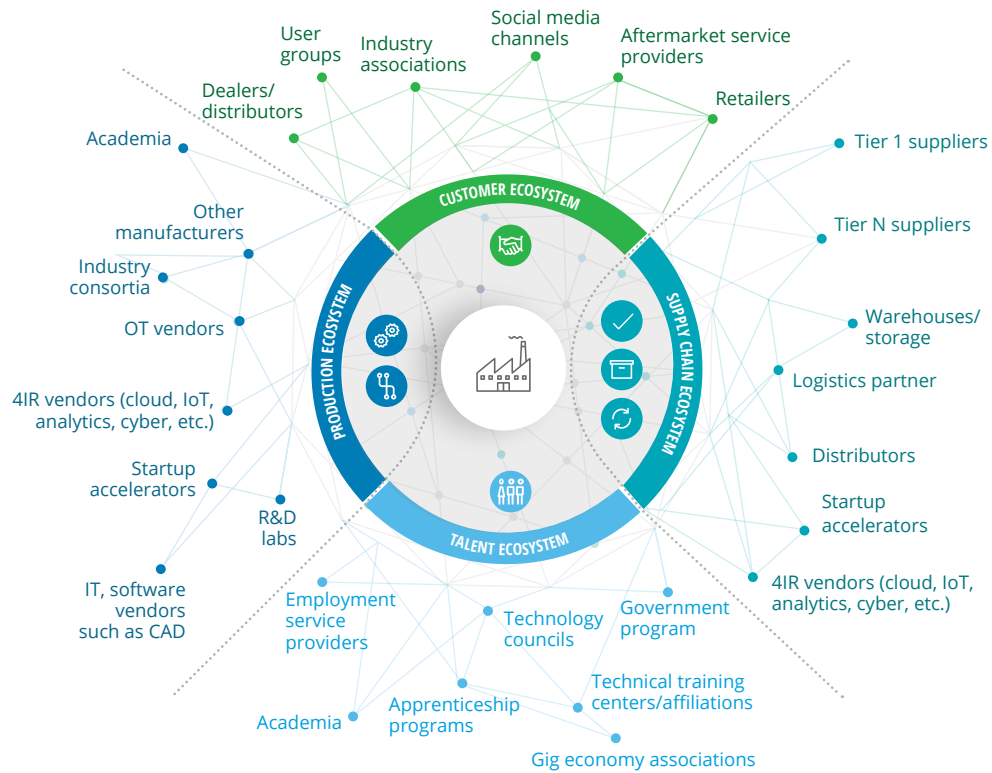 Social media
channels
User
groups
Industry
associations
Aftermarket service
providers
Dealers/
distributors
Retailers
CUSTOMER ECOSYSTEM
Academia
Other
manufacturers
Industry
consortia
OT vendors
4IR vendors (cloud, IoT,
analytics, cyber, etc.)
Startup
accelerators
R&D
labs
IT, software
vendors
such as CAD
PRODUCTION ECOSYSTEM
Tier 1 suppliers
Tier N suppliers
Warehouses/
storage
Logistics partner
Distributors
Startup
accelerators
4IR vendors (cloud, IoT,
analytics, cyber, etc.)
SUPPLY CHAIN ECOSYSTEM
TALENT ECOSYSTEM
Employment
service
providers
Technology
councils
Government
program
Academia
Apprenticeship
programs
Technical training
centers/affiliations
Gig economy associations